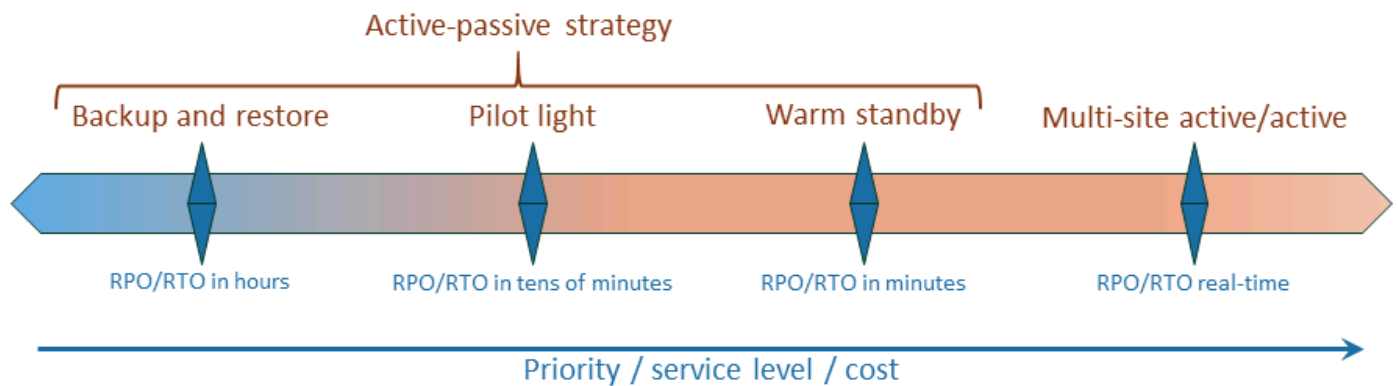 Active-passive strategy
Backup and restore
Pilot light
Warm standby
Multi-site active/active
RPO/RTO in hours
RPO/RTO in tens of minutes
RPO/RTO in minutes
RPO/RTO real-time
Priority / service level / cost